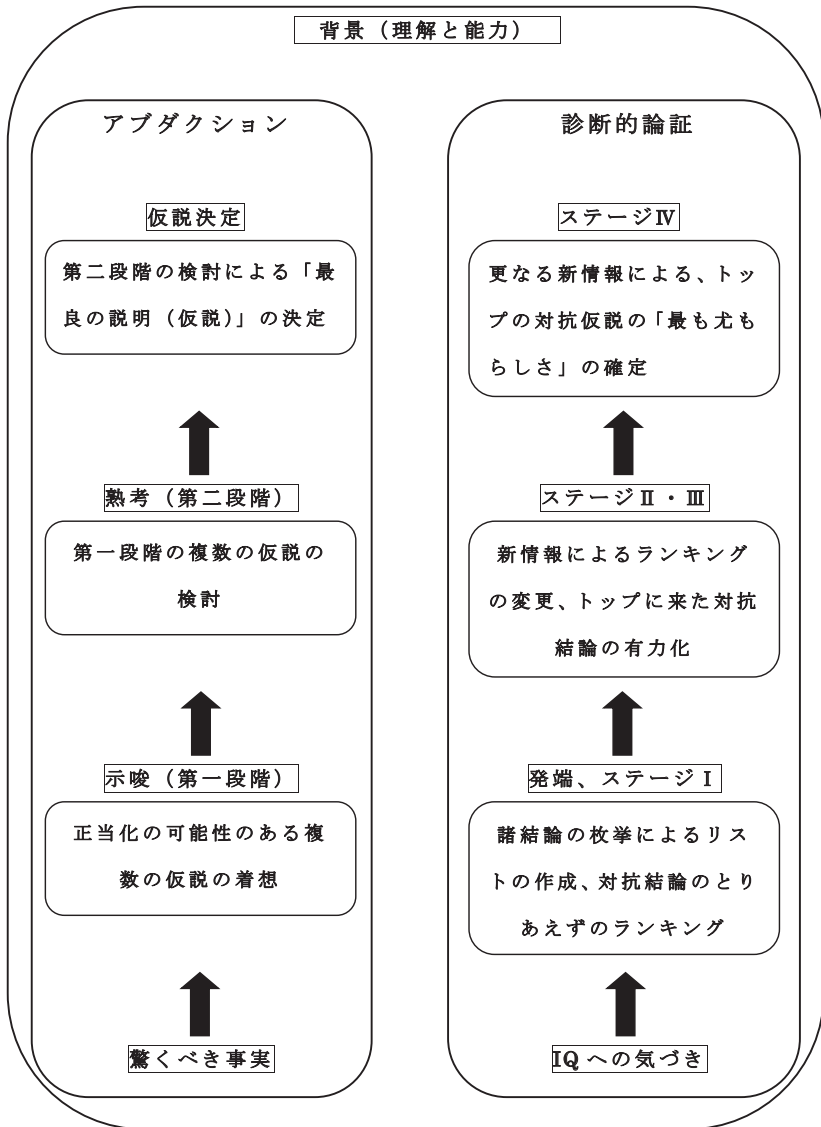 背景（理解と能力）
アブダクション
仮説決定
第二段階の検討による「最
良の説明（仮説）」の決定
熟考（第二段階）
第一段階の複数の仮説の
検討
示唆（第一段階）
正当化の可能性のある複
数の仮説の着想
驚くべき事実
診断的論証
ステージⅣ
更なる新情報による、トッ
プの対抗仮説の「最も尤も
らしさ」の確定
ステージⅡ・Ⅲ
新情報によるランキング
の変更、トップに来た対抗
結論の有力化
発端、ステージⅠ
諸結論の枚挙によるリス
トの作成、対抗結論のとり
あえずのランキング
IQ への気づき